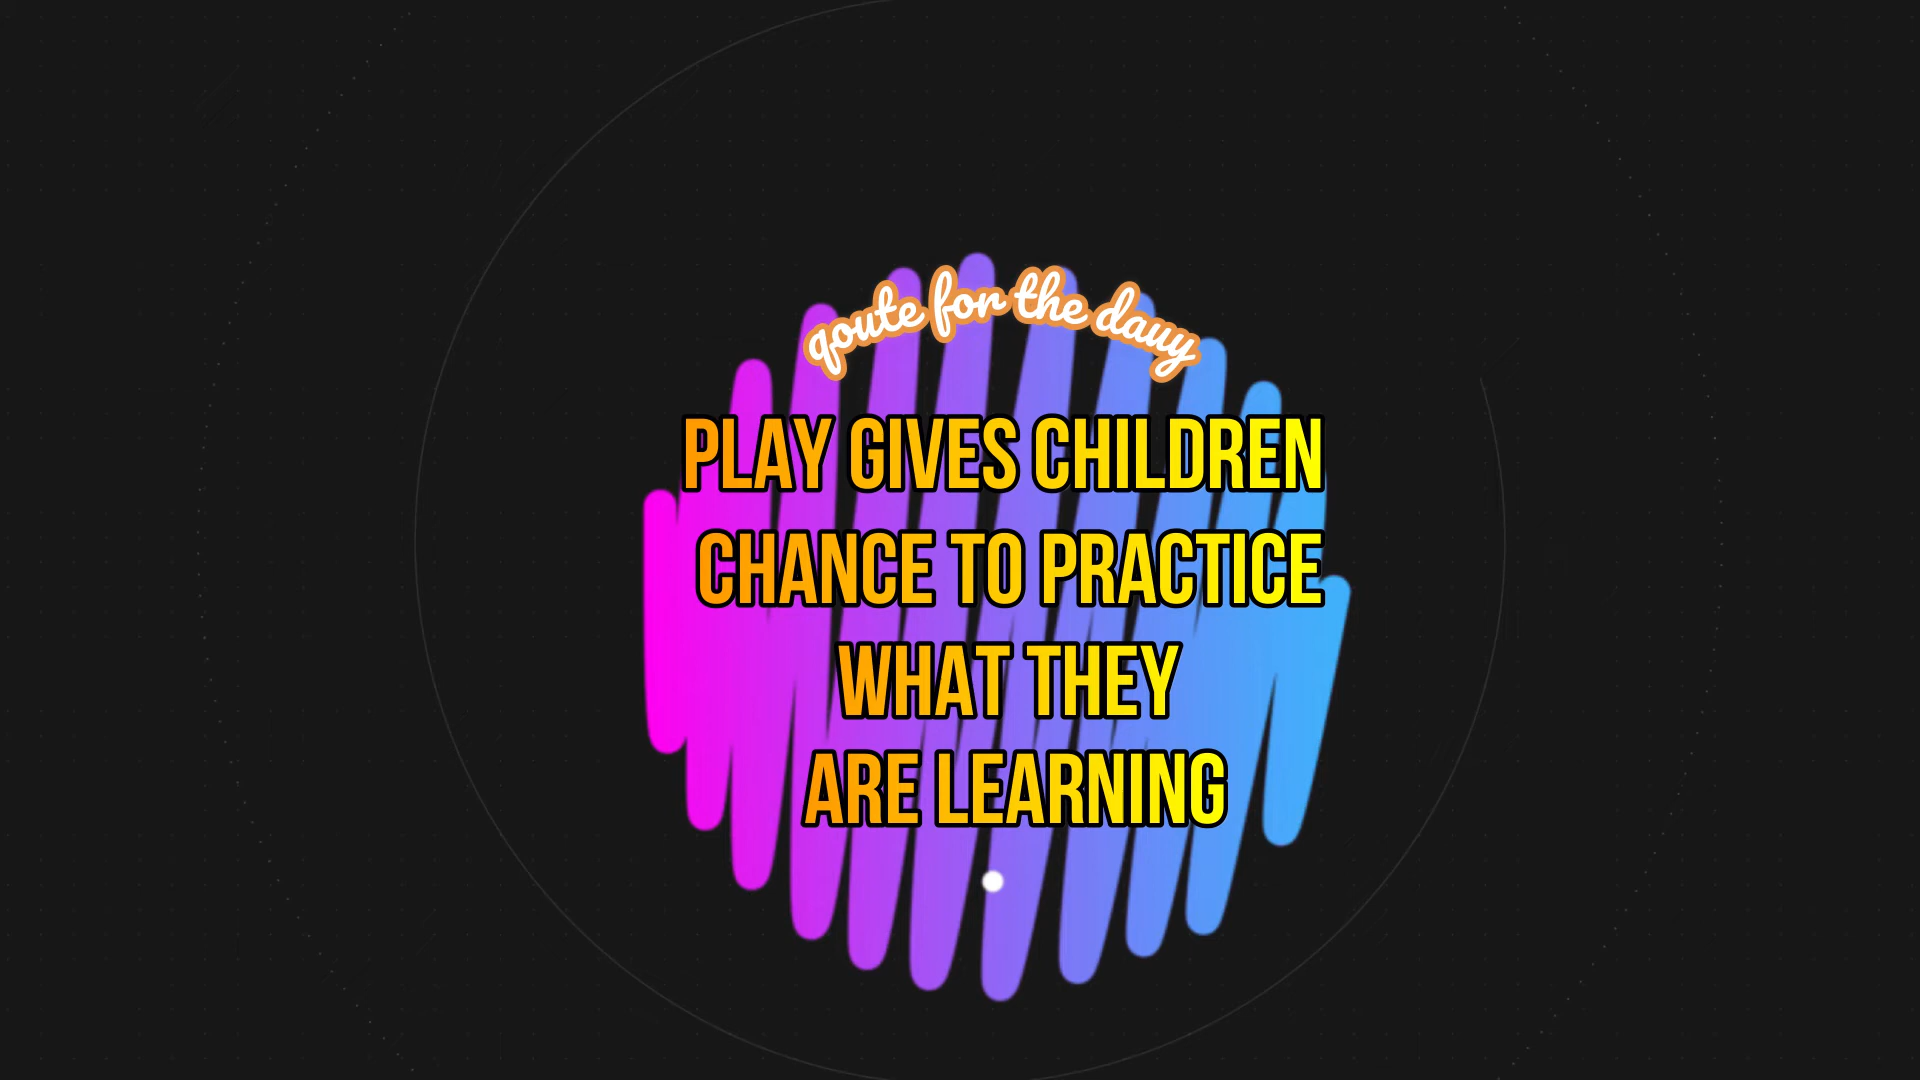 qoute for the dauy
PLAY GIVES CHILDREN
CHANCE TO PRACTICE
WHAT THEY
ARE LEARNING